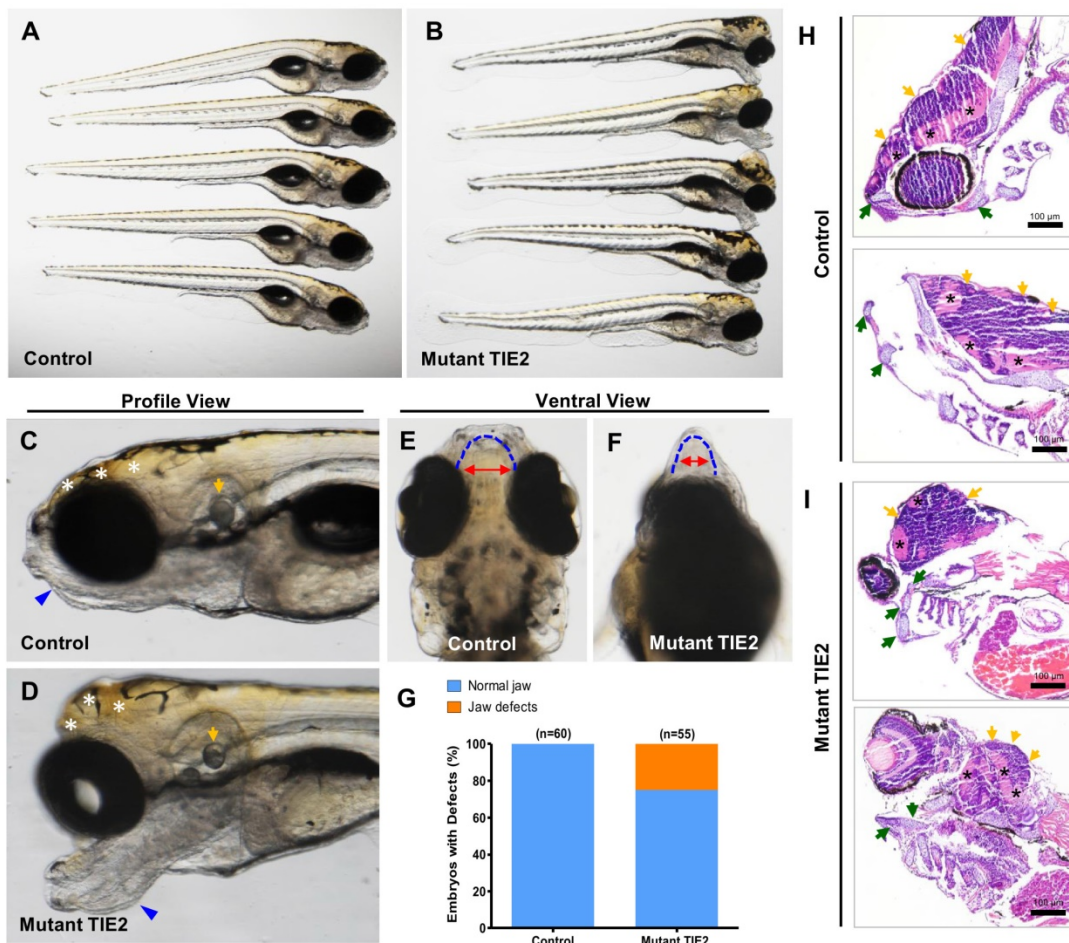 A
Control
B
Mutant TIE2
Profile View
Ventral View
C
Control
D
Mutant TIE2
E
Control
F
Mutant TIE2
G
Normal jaw
Jaw defects
(n=60)
(n=55)
Embryos with Defects (%)
100
80
60
40
20
0
Control
Mutant TIE2
H
Control
* * *
100 µm
* * *
100 µm
I
Mutant TIE2
* *
100 µm
* *
100 µm